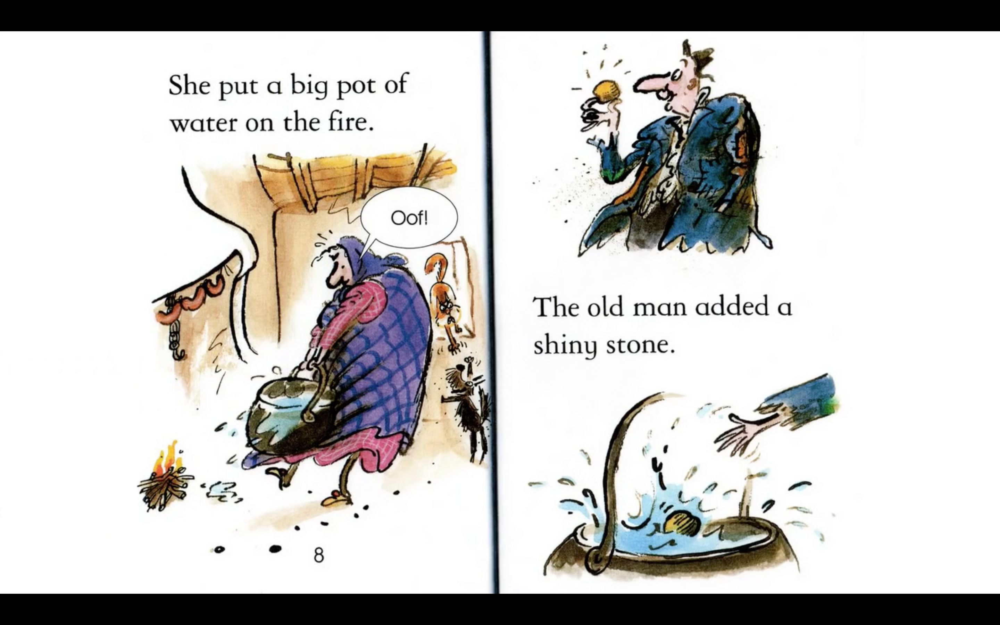 She put a big pot of
water on the fire.
Oof!
8
The old man added a
shiny stone.